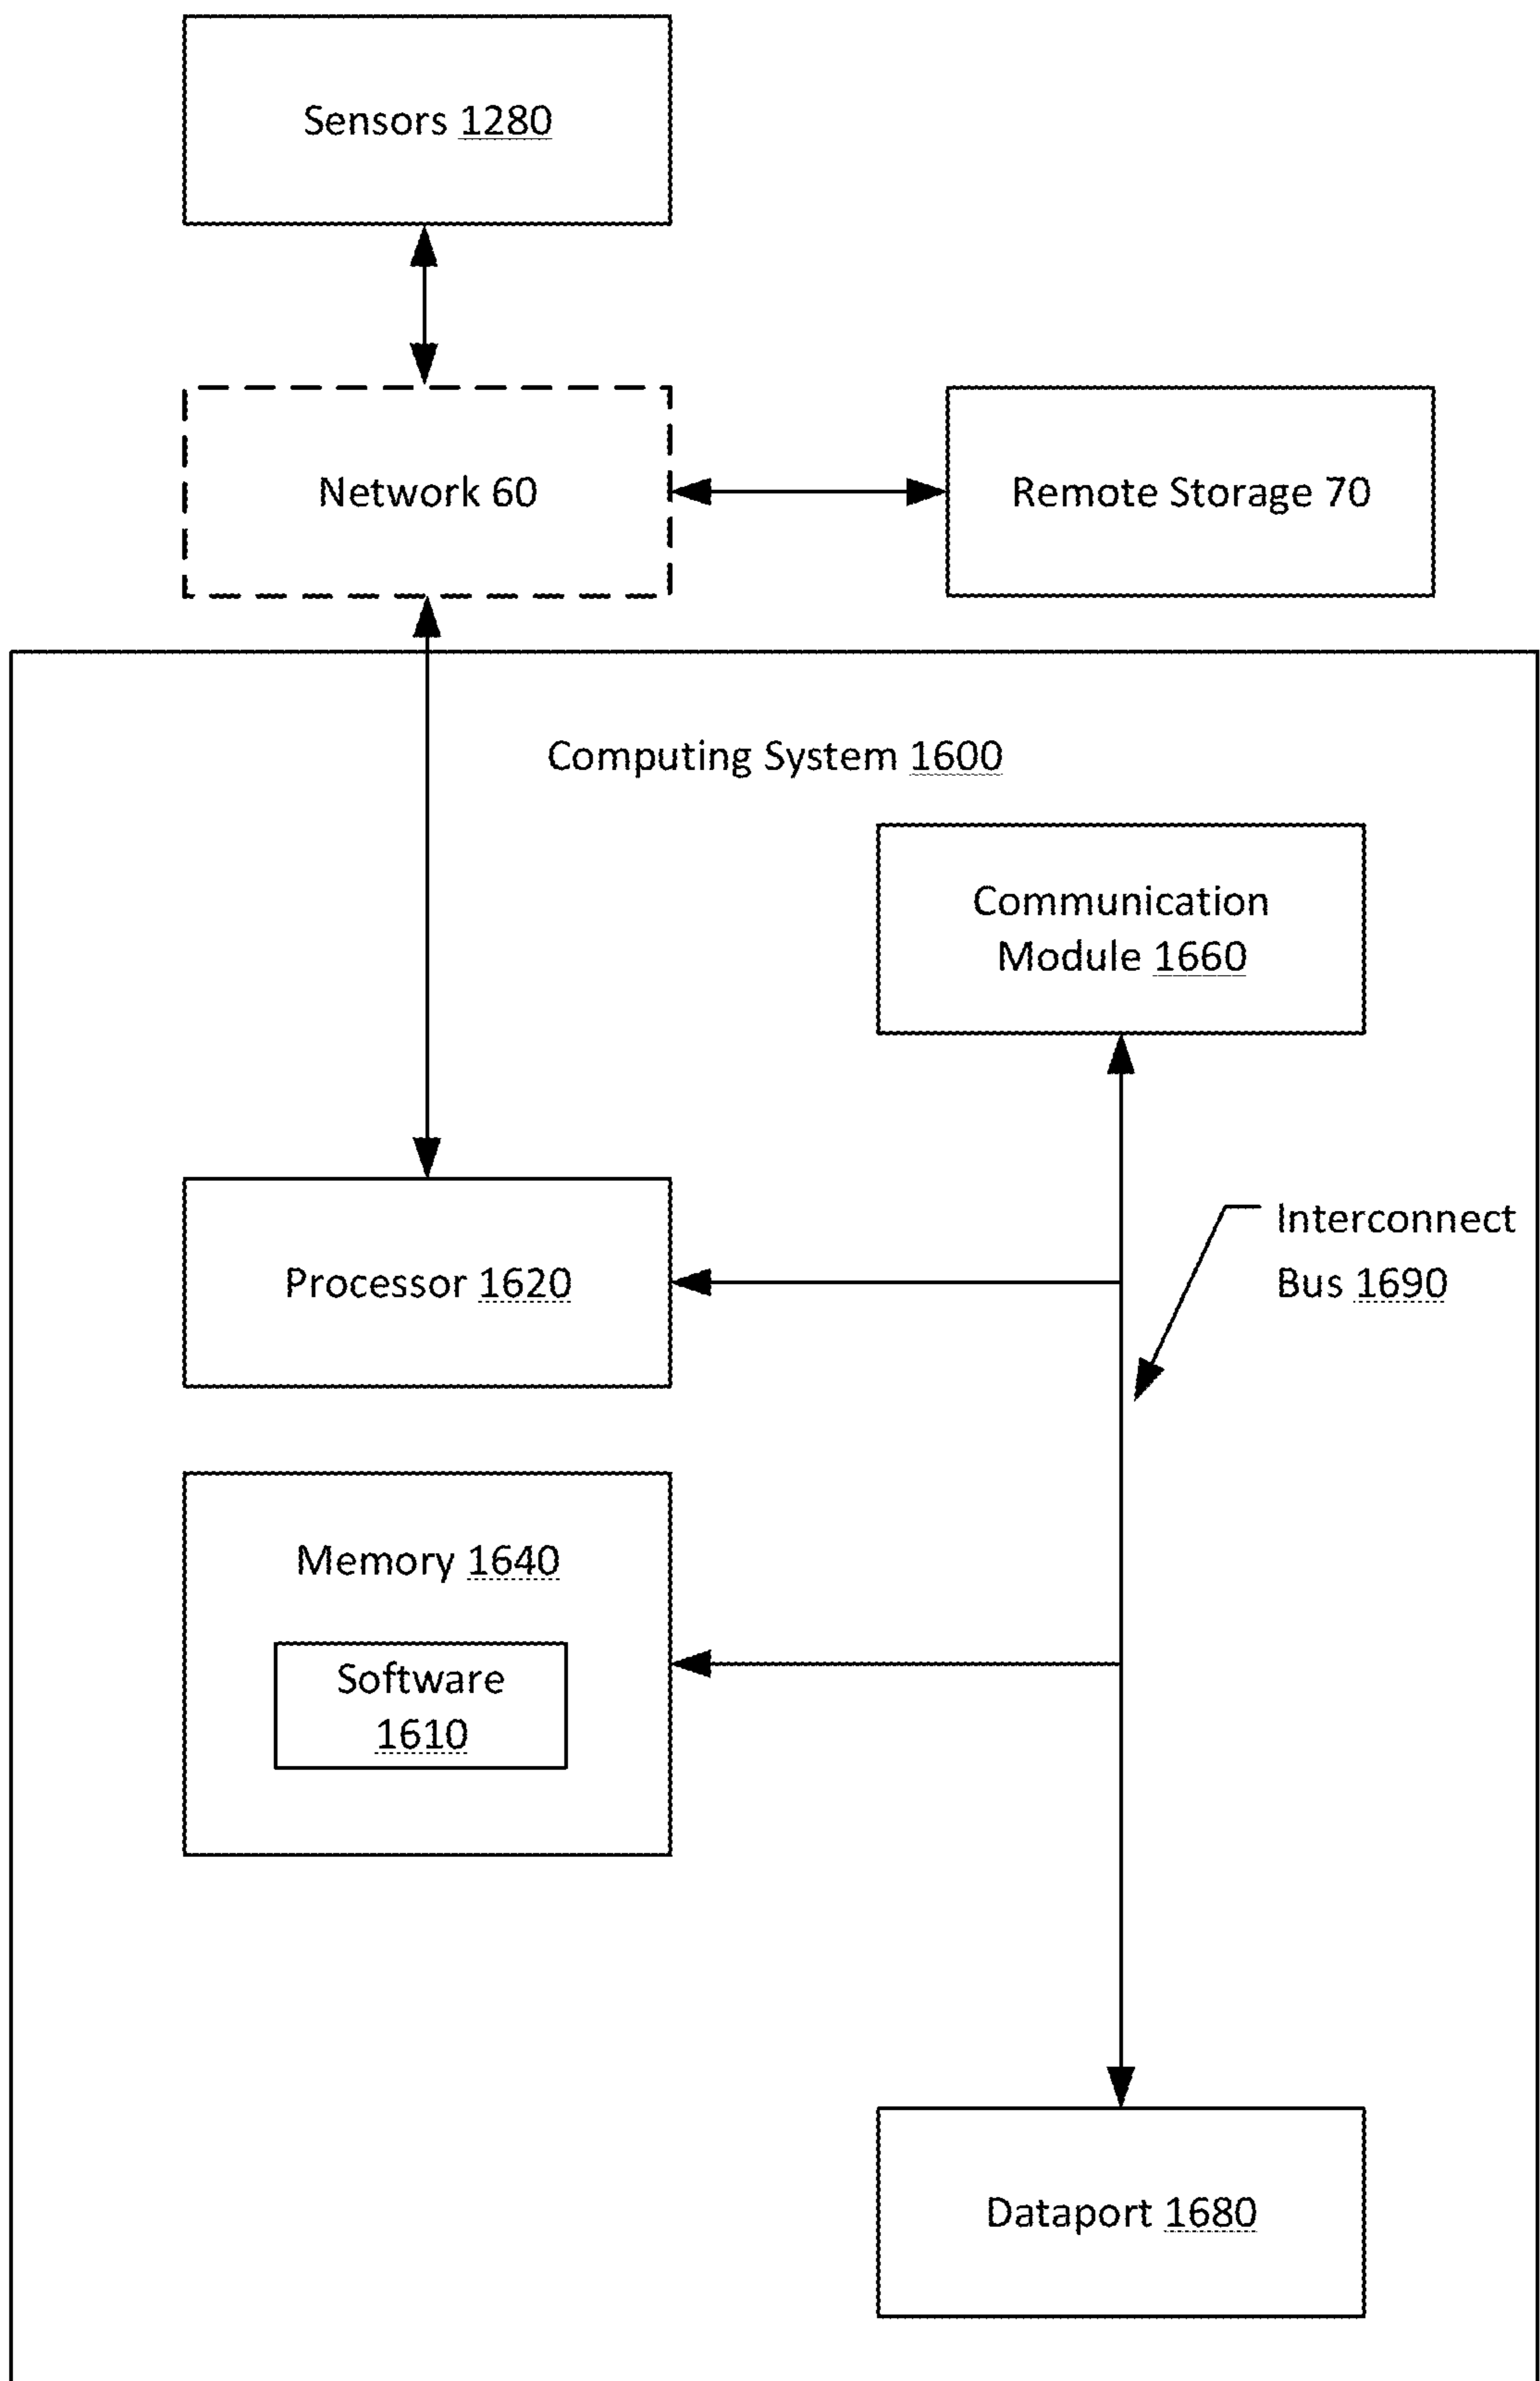 Sensors 1280
Network 60
Remote Storage 70
Computing System 1600
Communication
Module 1660
Interconnect
Bus 1690
Processor 1620
Memory 1640
Software
1610
Dataport 1680